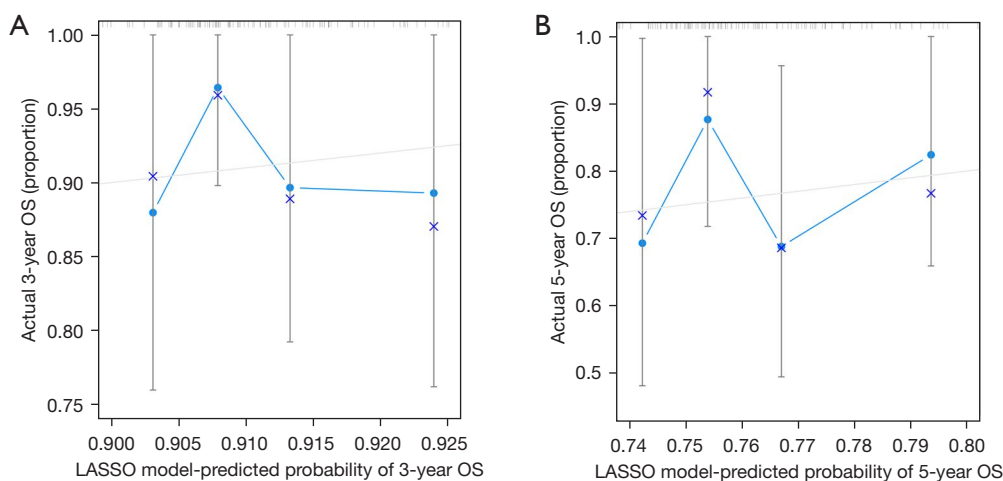 A
1.00
0.95
0.90
0.85
0.80
0.75
Actual 3-year OS (proportion)
0.900 0.905 0.910 0.915 0.920 0.925
LASSO model-predicted probability of 3-year OS
B
1.0
0.9
0.8
0.7
0.6
0.5
Actual 5-year OS (proportion)
0.74 0.75 0.76 0.77 0.78 0.79 0.80
LASSO model-predicted probability of 5-year OS